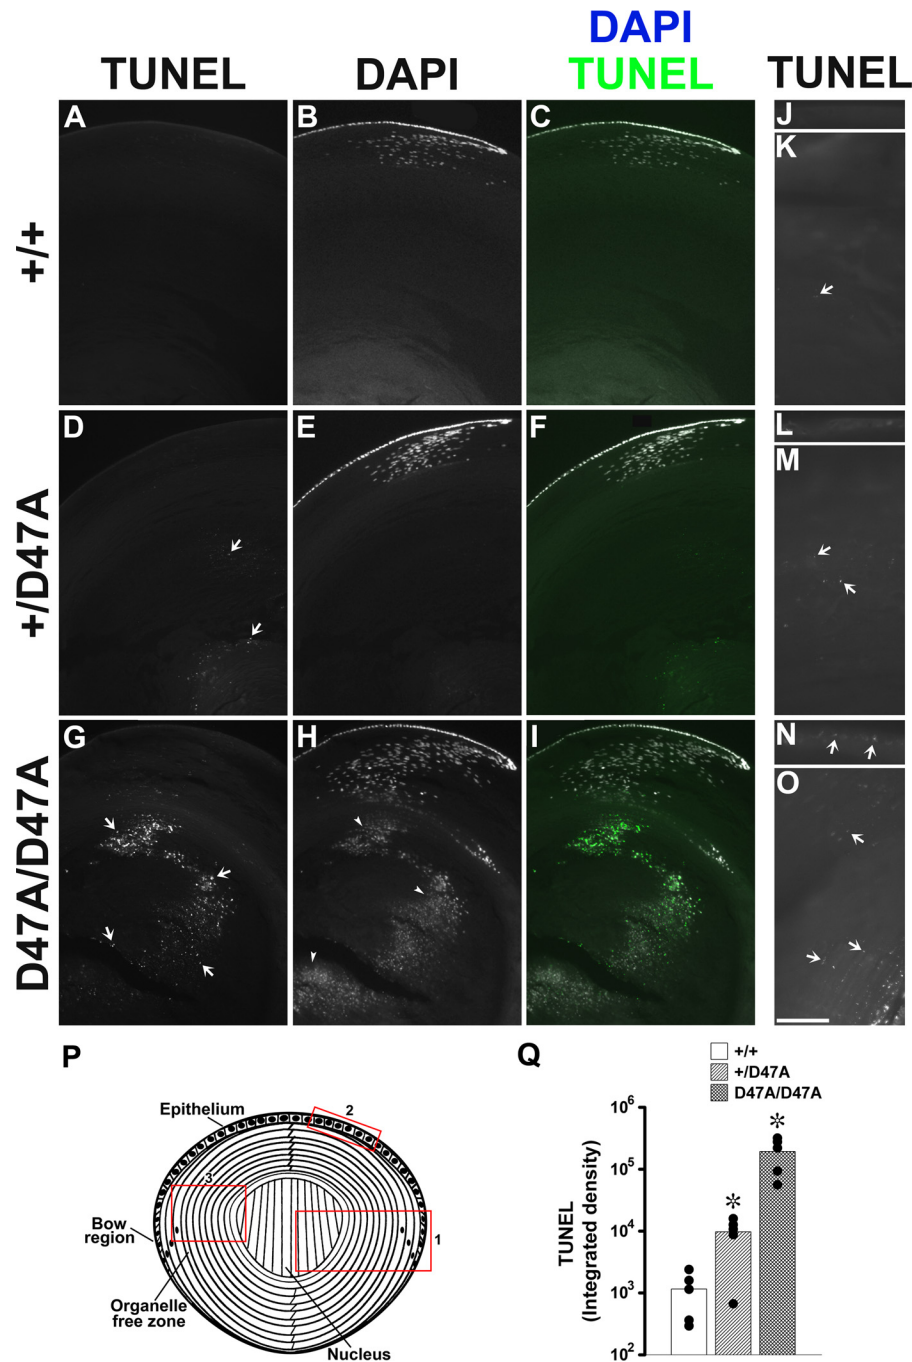 DAPI
TUNEL DAPI TUNEL TUNEL
A B C J
K
+/+
D E F L
M
+/D47A
G H I N
O
D47A/D47A
P
Epithelium
2
3
1
Bow
region
Organelle
free zone
Nucleus
Q
+/+
+/D47A
D47A/D47A
TUNEL
(Integrated density)
10⁶
10⁵
10⁴
10³
10²
*
*